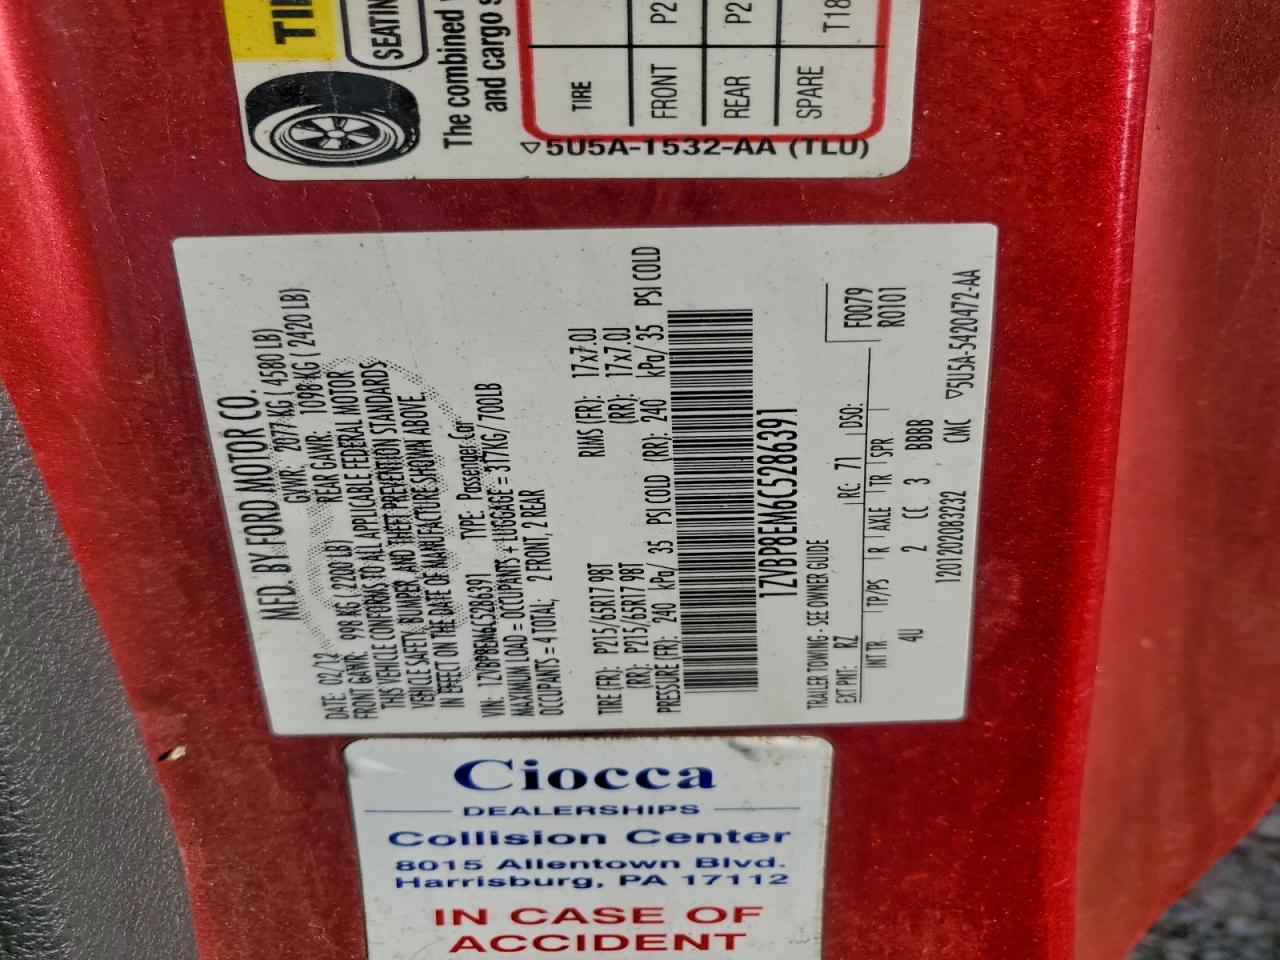 TIRE
SEATIN
The combined
and cargo
TIRE
FRONT P2
REAR P2
SPARE T18
5U5A-1532-AA (TLU)
MFD. BY FORD MOTOR CO.
DATE: 02/12 GVWR: 2077 KG ( 4580 LB)
FRONT GAWR: 998 KG ( 2200 LB) REAR GAWR: 1098 KG ( 2420 LB)
THIS VEHICLE CONFORMS TO ALL APPLICABLE FEDERAL MOTOR
VEHICLE SAFETY, BUMPER, AND THEFT PREVENTION STANDARDS
IN EFFECT ON THE DATE OF MANUFACTURE SHOWN ABOVE.
VIN: 1ZVBP8EN6C5286391 TYPE: Passenger Car
MAXIMUM LOAD = OCCUPANTS + LUGGAGE = 317KG/ 700LB
OCCUPANTS = 4 TOTAL; 2 FRONT, 2 REAR
TIRE (FR): P215/65R17 98T RIMS (FR): 17x7.0J
(RR): P215/65R17 98T (RR): 17x7.0J
PRESSURE (FR): 240 kPa/ 35 PSI COLD (RR): 240 kPa/ 35 PSI COLD
1ZVBP8EN6C5286391
TRAILER TOWING - SEE OWNER GUIDE
EXT PNT: RZ RC: 71 DSO: F0079
R0101
INT TR TP/PS R AXLE TR SPR
4U 2 CC 3 BBBB
120120208323​2 CMC 5U5A-5420472-AA
Ciocca
DEALERSHIPS
Collision Center
8015 Allentown Blvd.
Harrisburg, PA 17112
IN CASE OF
ACCIDENT